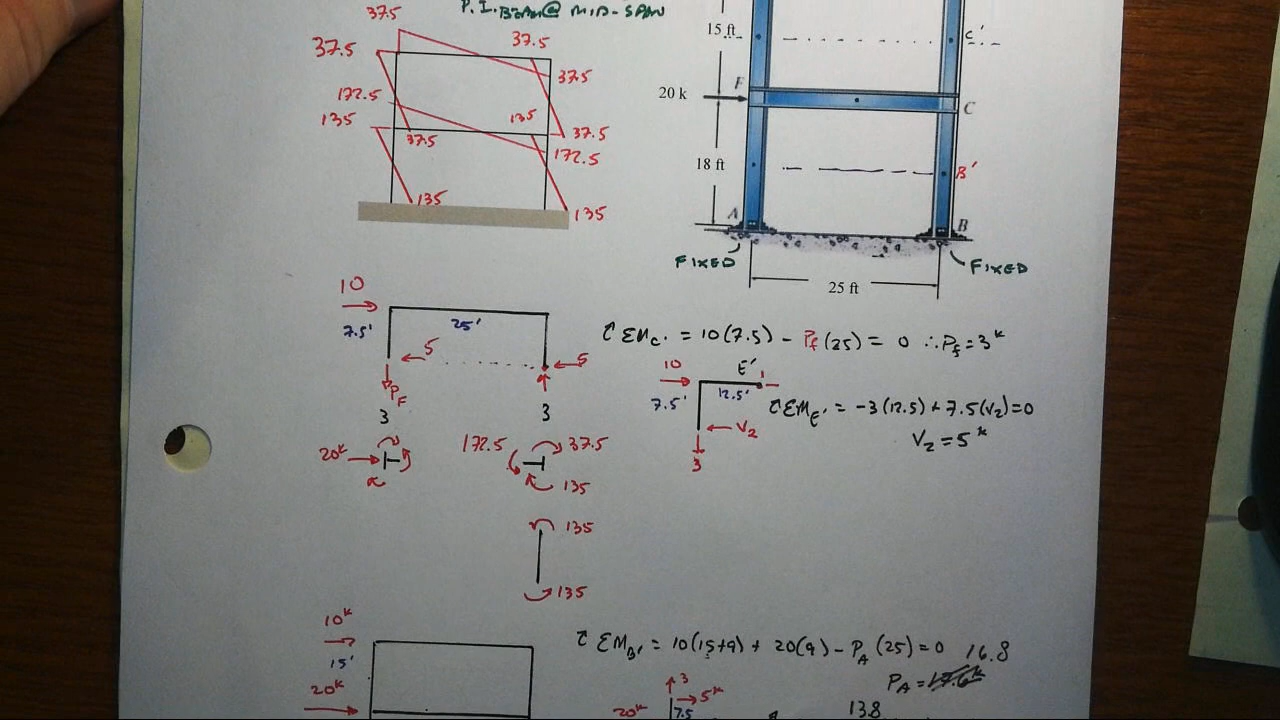 P.I. BEAM @ MID-SPAN
37.5
37.5
37.5
37.5
172.5
135
135
37.5
37.5
172.5
135
135
15 ft
C'
F
20 k
C
18 ft
B'
A
B
FIXED
FIXED
25 ft
10
7.5'
25'
5
5
P_F
3
3
ΣM_C' = 10(7.5) - P_f(25) = 0 ∴ P_f = 3^k
10
E'
7.5'
12.5'
V_2
3
ΣM_E' = -3(12.5) + 7.5(V_2) = 0
V_2 = 5^k
20^k
172.5
37.5
135
135
135
10^k
15'
20^k
ΣM_B' = 10(15+9) + 20(9) - P_A(25) = 0
16.8
P_A = 17.6^k
3
5^k
20^k
7.5
13.8